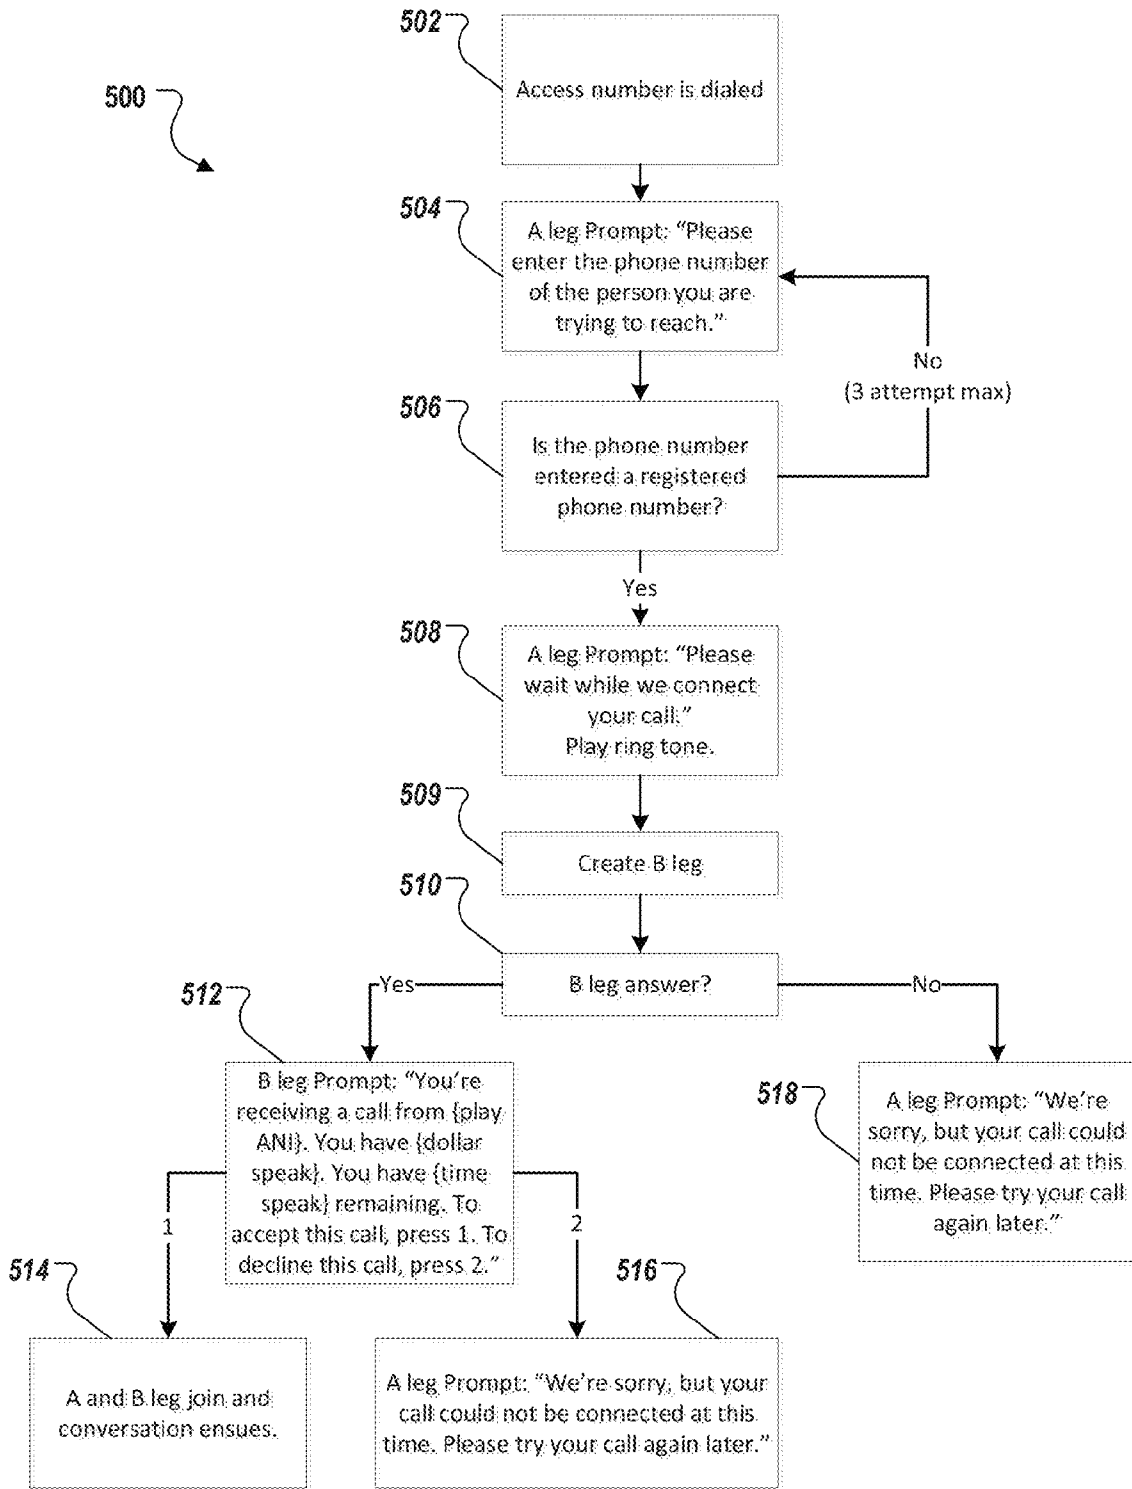 502
Access number is dialed
500
504
A leg Prompt: “Please
enter the phone number
of the person you are
trying to reach.”
No
(3 attempt max)
506
Is the phone number
entered a registered
phone number?
Yes
508
A leg Prompt: “Please
wait while we connect
your call.”
Play ring tone.
509
Create B leg
510
B leg answer?
Yes
No
512
B leg Prompt: “You’re
receiving a call from {play
ANI}. You have {dollar
speak}. You have {time
speak} remaining. To
accept this call, press 1. To
decline this call, press 2.”
518
A leg Prompt: “We’re
sorry, but your call could
not be connected at this
time. Please try your call
again later.”
1
2
514
A and B leg join and
conversation ensues.
516
A leg Prompt: “We’re sorry, but your
call could not be connected at this
time. Please try your call again later.”